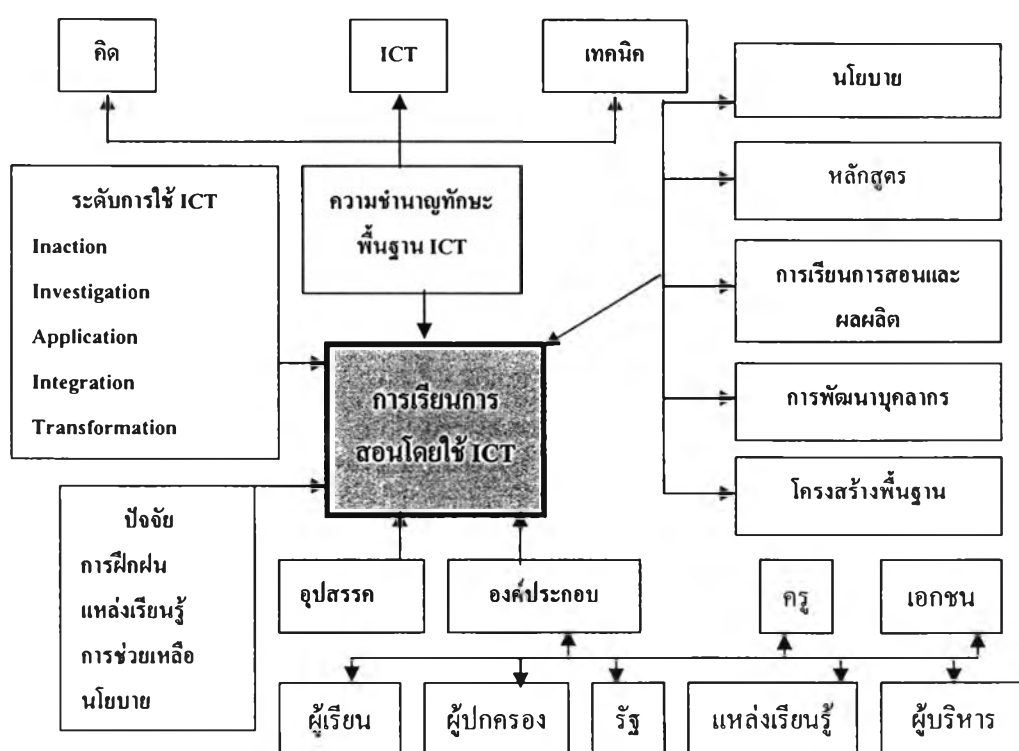 คิด
ICT
เทคนิค
นโยบาย
หลักสูตร
การเรียนการสอนและ
ผลผลิต
การพัฒนาบุคลากร
โครงสร้างพื้นฐาน
ระดับการใช้ ICT
Inaction
Investigation
Application
Integration
Transformation
ความชำนาญทักษะ
พื้นฐาน ICT
การเรียนการ
สอนโดยใช้ ICT
ปัจจัย
การฝึกฝน
แหล่งเรียนรู้
การช่วยเหลือ
นโยบาย
อุปสรรค
องค์ประกอบ
ครู
เอกชน
ผู้เรียน
ผู้ปกครอง
รัฐ
แหล่งเรียนรู้
ผู้บริหาร